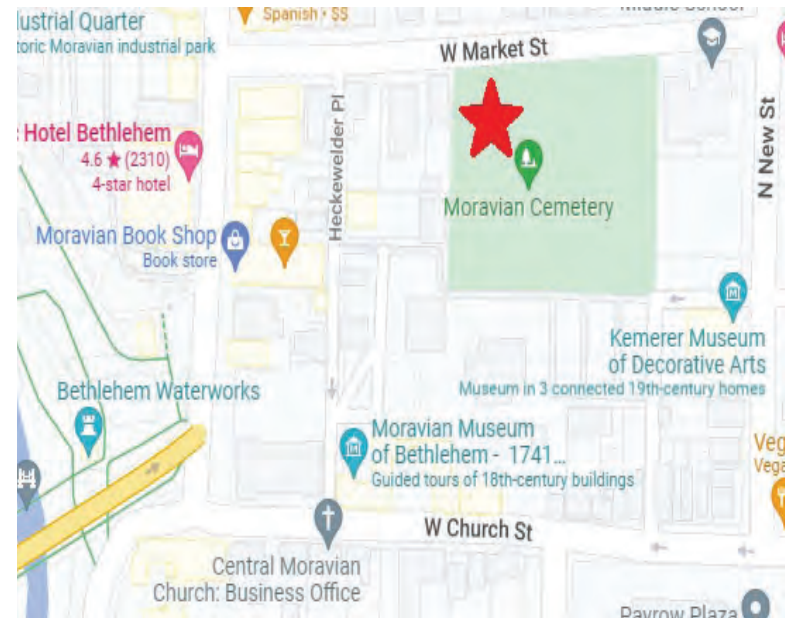 Spanish • $$
ustrial Quarter
toric Moravian industrial park
W Market St
Hotel Bethlehem
4.6 ★ (2310)
4-star hotel
Heckewelder Pl
N New St
Moravian Cemetery
Moravian Book Shop
Book store
Kemerer Museum
of Decorative Arts
Museum in 3 connected 19th-century homes
Bethlehem Waterworks
Moravian Museum
of Bethlehem - 1741...
Guided tours of 18th-century buildings
Veg
Vega
W Church St
Central Moravian
Church: Business Office
Payrow Plaza